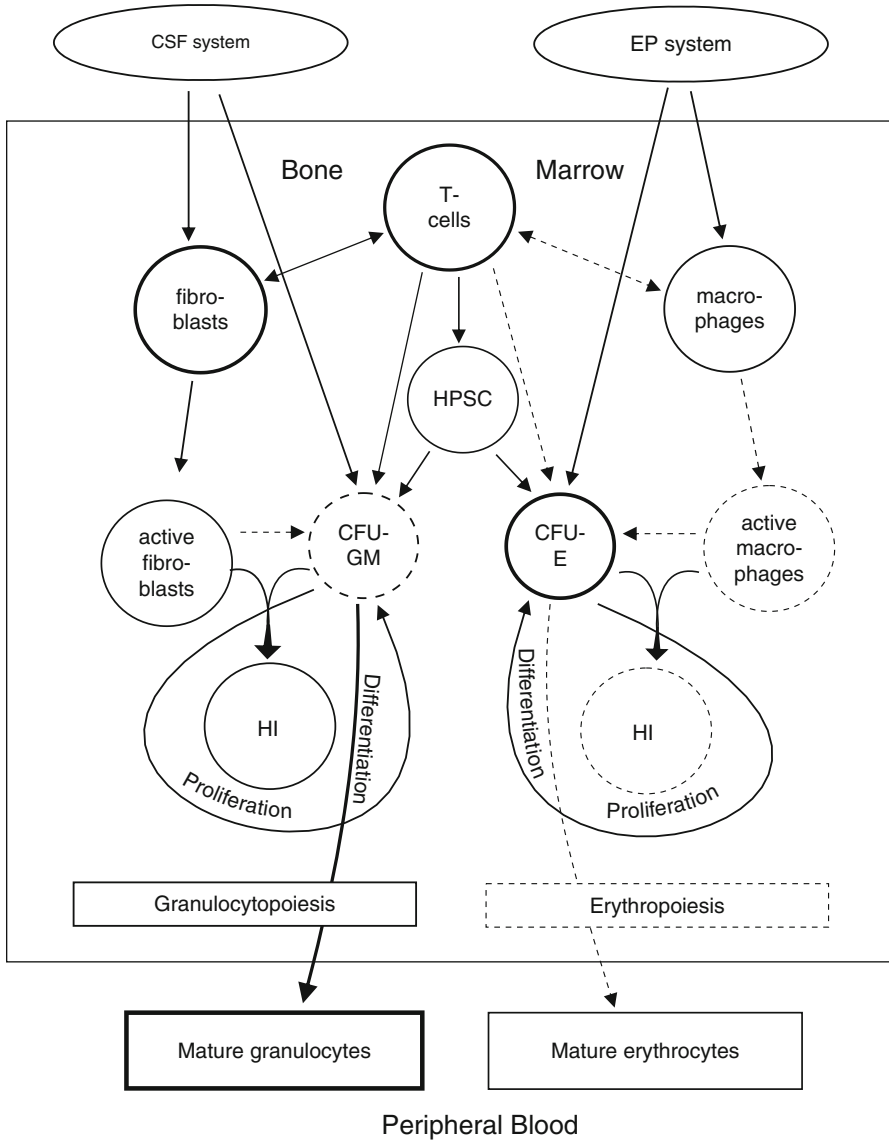 CSF system
EP system
Bone
Marrow
T-
cells
fibro-
blasts
macro-
phages
HPSC
active
fibro-
blasts
CFU-
GM
CFU-
E
active
macro-
phages
HI
Differentiation
Proliferation
Differentiation
HI
Proliferation
Granulocytopoiesis
Erythropoiesis
Mature granulocytes
Mature erythrocytes
Peripheral Blood